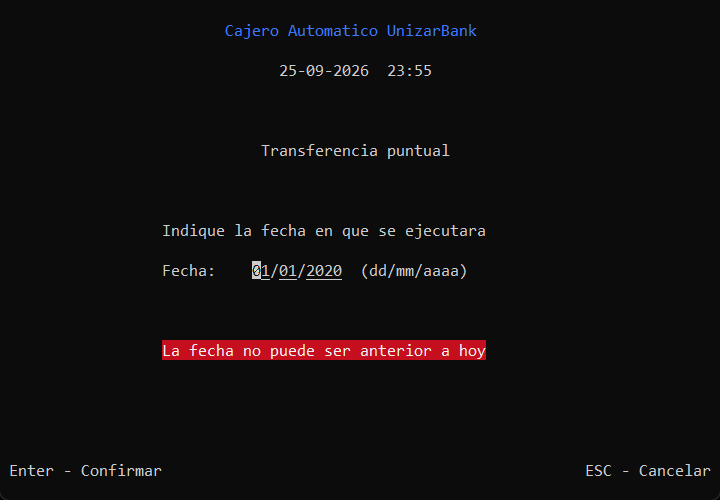 Cajero Automatico UnizarBank
25-09-2026  23:55
Transferencia puntual
Indique la fecha en que se ejecutara
Fecha:    01/01/2020  (dd/mm/aaaa)
La fecha no puede ser anterior a hoy
Enter - Confirmar    ESC - Cancelar